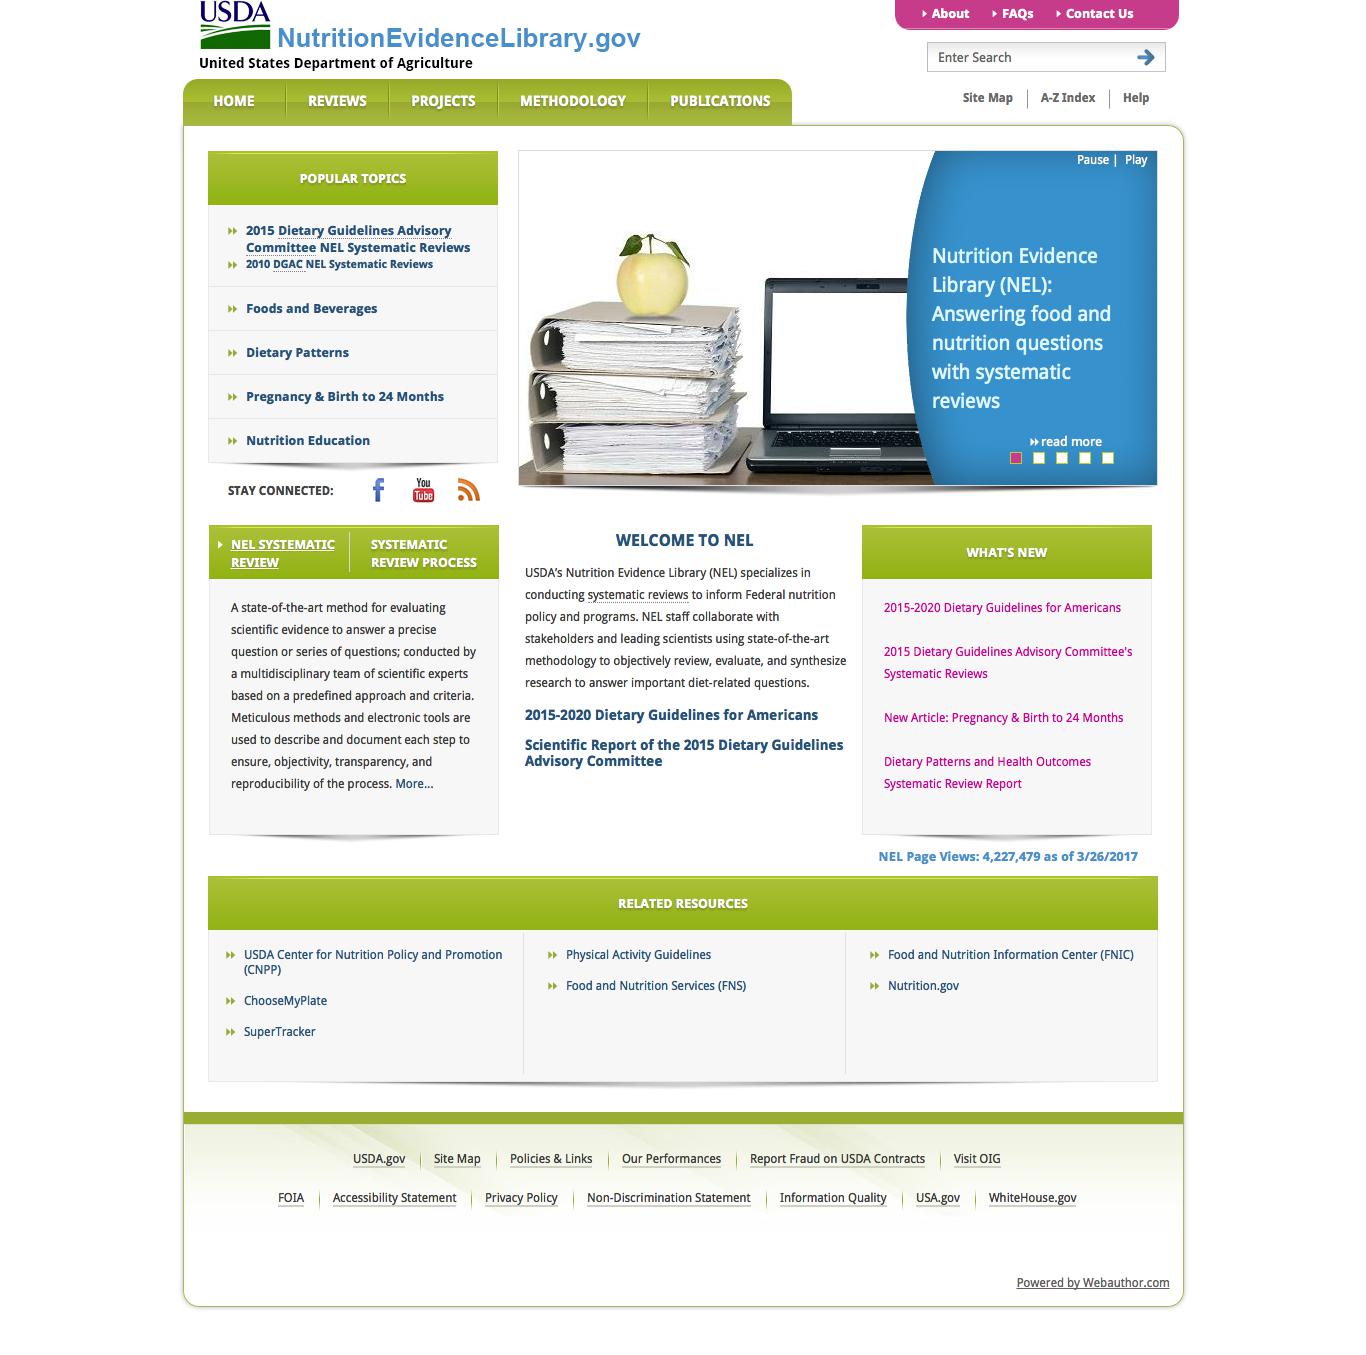 USDA
NutritionEvidenceLibrary.gov
United States Department of Agriculture
About
FAQs
Contact Us
Enter Search
HOME
REVIEWS
PROJECTS
METHODOLOGY
PUBLICATIONS
Site Map
A-Z Index
Help
POPULAR TOPICS
2015 Dietary Guidelines Advisory
Committee NEL Systematic Reviews
2010 DGAC NEL Systematic Reviews
Foods and Beverages
Dietary Patterns
Pregnancy & Birth to 24 Months
Nutrition Education
STAY CONNECTED:
You
Tube
Pause | Play
Nutrition Evidence
Library (NEL):
Answering food and
nutrition questions
with systematic
reviews
read more
NEL SYSTEMATIC
REVIEW
SYSTEMATIC
REVIEW PROCESS
A state-of-the-art method for evaluating
scientific evidence to answer a precise
question or series of questions; conducted by
a multidisciplinary team of scientific experts
based on a predefined approach and criteria.
Meticulous methods and electronic tools are
used to describe and document each step to
ensure, objectivity, transparency, and
reproducibility of the process. More...
WELCOME TO NEL
USDA’s Nutrition Evidence Library (NEL) specializes in
conducting systematic reviews to inform Federal nutrition
policy and programs. NEL staff collaborate with
stakeholders and leading scientists using state-of-the-art
methodology to objectively review, evaluate, and synthesize
research to answer important diet-related questions.
2015-2020 Dietary Guidelines for Americans
Scientific Report of the 2015 Dietary Guidelines
Advisory Committee
WHAT'S NEW
2015-2020 Dietary Guidelines for Americans
2015 Dietary Guidelines Advisory Committee's
Systematic Reviews
New Article: Pregnancy & Birth to 24 Months
Dietary Patterns and Health Outcomes
Systematic Review Report
NEL Page Views: 4,227,479 as of 3/26/2017
RELATED RESOURCES
USDA Center for Nutrition Policy and Promotion
(CNPP)
ChooseMyPlate
SuperTracker
Physical Activity Guidelines
Food and Nutrition Services (FNS)
Food and Nutrition Information Center (FNIC)
Nutrition.gov
USDA.gov
Site Map
Policies & Links
Our Performances
Report Fraud on USDA Contracts
Visit OIG
FOIA
Accessibility Statement
Privacy Policy
Non-Discrimination Statement
Information Quality
USA.gov
WhiteHouse.gov
Powered by Webauthor.com